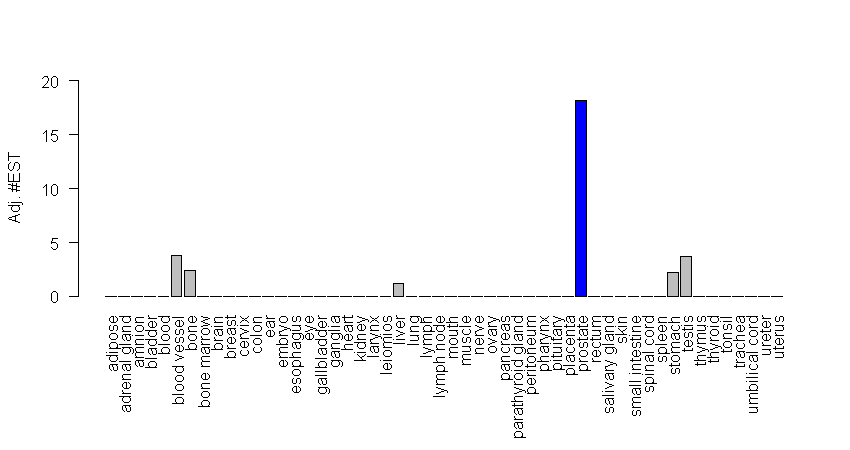 20
15
10
5
0
Adj. #EST
adipose
adrenal gland
amnion
bladder
blood
blood vessel
bone
bone marrow
brain
breast
cervix
colon
ear
embryo
esophagus
eye
gallbladder
ganglia
heart
kidney
larynx
leiomios
liver
lung
lymph
lymph node
mouth
muscle
nerve
ovary
pancreas
parathyroid gland
peritoneum
pharynx
pituitary
placenta
prostate
rectum
salivary gland
skin
small intestine
spinal cord
spleen
stomach
testis
thymus
thyroid
tonsil
trachea
umbilical cord
ureter
uterus